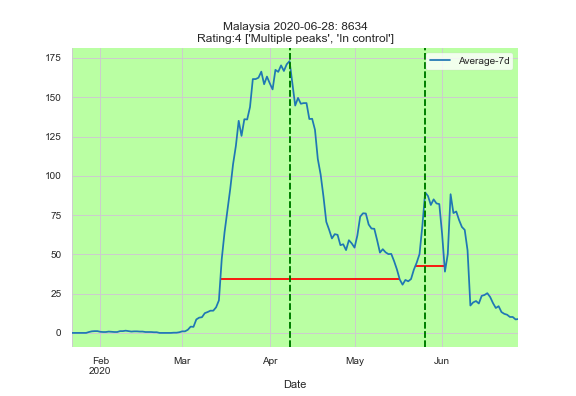 Malaysia 2020-06-28: 8634
Rating:4 ['Multiple peaks', 'In control']
Average-7d
175
150
125
100
75
50
25
0
Feb
2020
Mar
Apr
May
Jun
Date